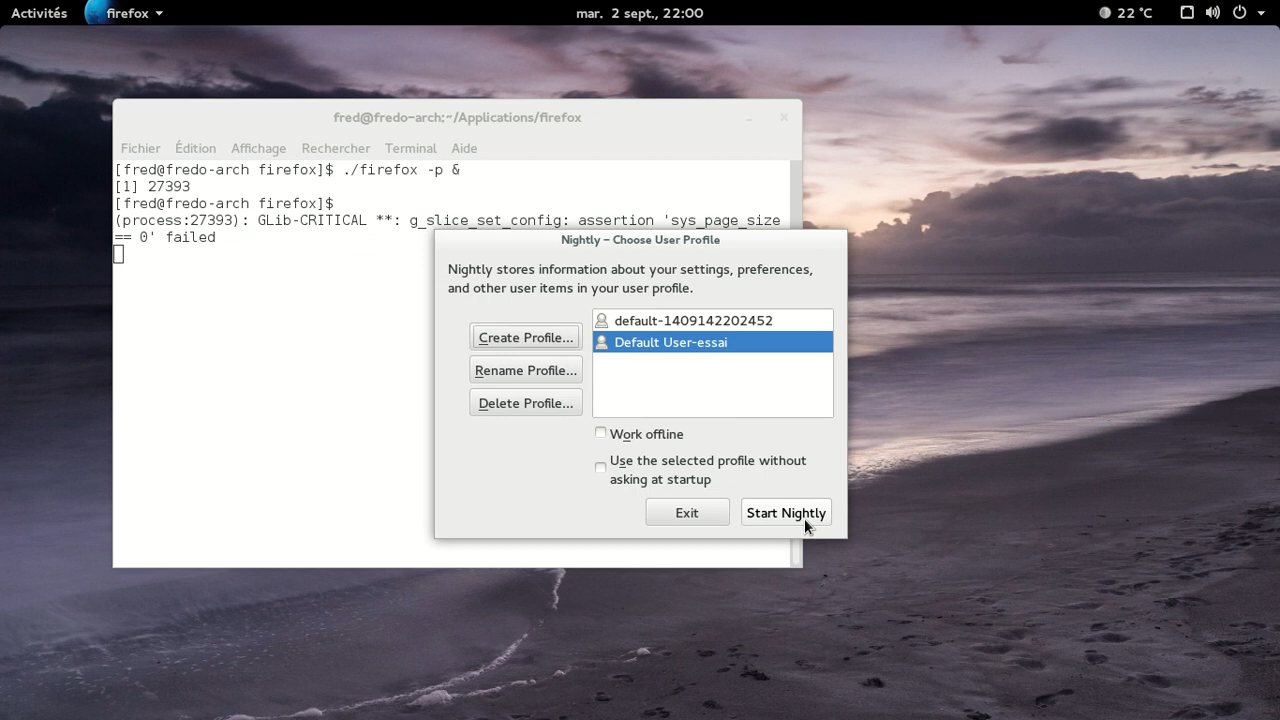 Activités firefox mar. 2 sept., 22:00 22 °C
fred@fredo-arch:~/Applications/firefox
Fichier Édition Affichage Rechercher Terminal Aide
[fred@fredo-arch firefox]$ ./firefox -p &
[1] 27393
[fred@fredo-arch firefox]$
(process:27393): GLib-CRITICAL **: g_slice_set_config: assertion 'sys_page_size
== 0' failed
Nightly – Choose User Profile
Nightly stores information about your settings, preferences,
and other user items in your user profile.
default-1409142202452
Default User-essai
Create Profile...
Rename Profile...
Delete Profile...
Work offline
Use the selected profile without
asking at startup
Exit Start Nightly